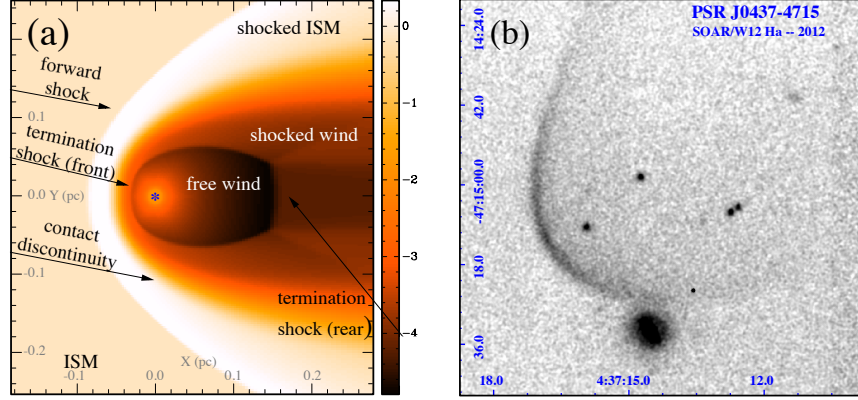 (a)
shocked ISM
forward
shock
termination
shock (front)
shocked wind
free wind
*
contact
discontinuity
termination
shock (rear)
ISM
X (pc)
Y (pc)
0.1
0.0
-0.1
-0.2
-0.1
0.0
0.1
0.2
0
-1
-2
-3
-4
(b)
PSR J0437-4715
SOAR/W12 Ha -- 2012
14:24.0
42.0
-47:15:00.0
18.0
36.0
18.0
4:37:15.0
12.0